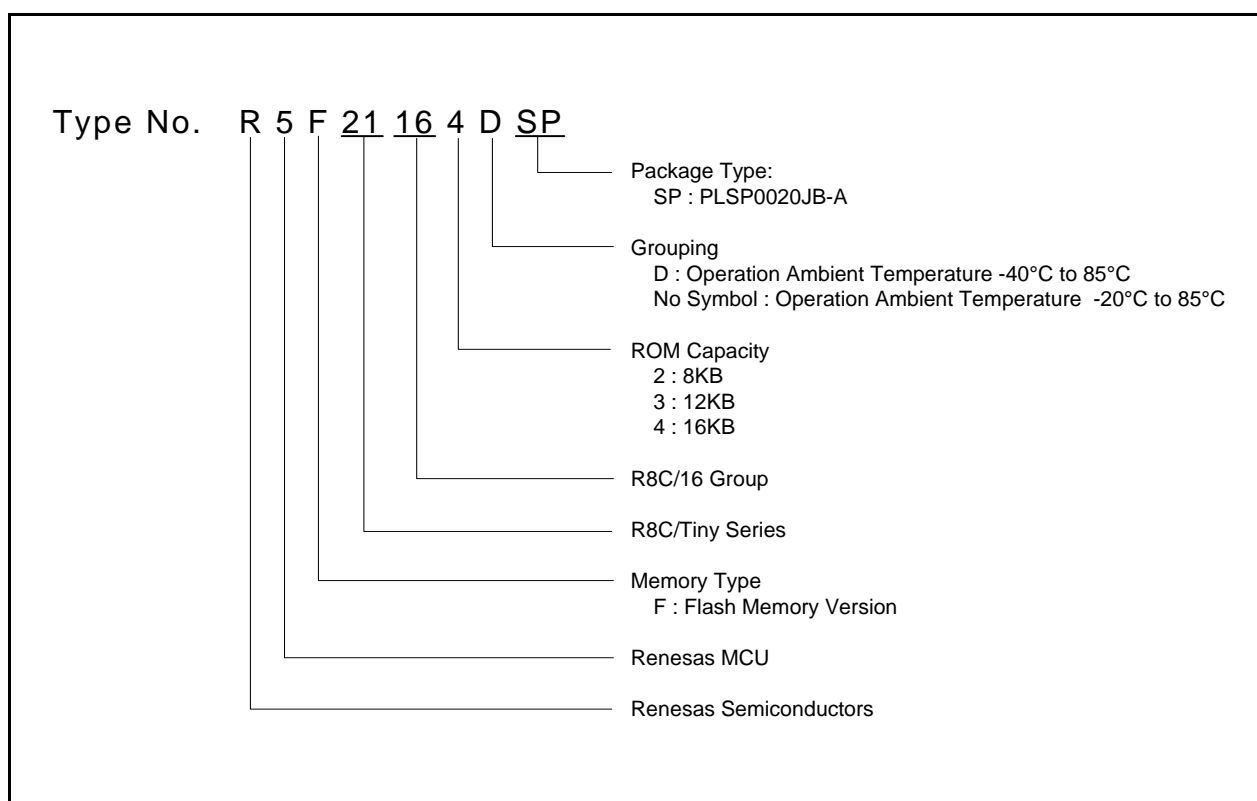 Type No. R 5 F 21 16 4 D SP
Package Type:
SP : PLSP0020JB-A
Grouping
D : Operation Ambient Temperature -40°C to 85°C
No Symbol : Operation Ambient Temperature -20°C to 85°C
ROM Capacity
2 : 8KB
3 : 12KB
4 : 16KB
R8C/16 Group
R8C/Tiny Series
Memory Type
F : Flash Memory Version
Renesas MCU
Renesas Semiconductors